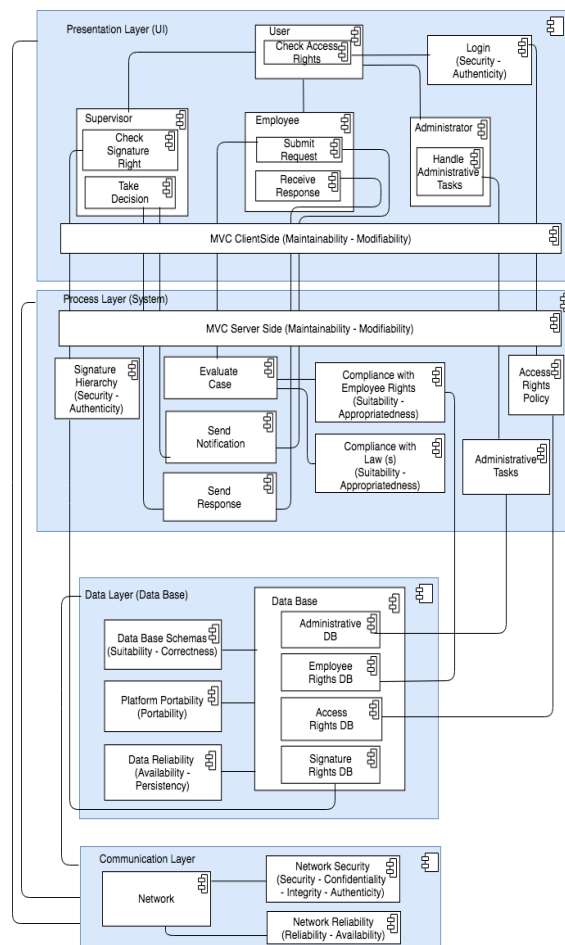 Presentation Layer (UI)
User
Check Access
Rights
Login
(Security -
Authenticity)
Supervisor
Check
Signature
Right
Take
Decision
Employee
Submit
Request
Receive
Response
Administrator
Handle
Administrative
Tasks
MVC ClientSide (Maintainability - Modifiability)
Process Layer (System)
MVC Server Side (Maintainability - Modifiability)
Signature
Hierarchy
(Security -
Authenticity)
Evaluate
Case
Compliance with
Employee Rights
(Suitability -
Appropriatedness)
Access
Rights
Policy
Send
Notification
Compliance with
Law (s)
(Suitability -
Appropriatedness)
Administrative
Tasks
Send
Response
Data Layer (Data Base)
Data Base
Administrative
DB
Data Base Schemas
(Suitability - Correctness)
Employee
Rigths DB
Platform Portability
(Portability)
Access
Rights DB
Data Reliability
(Availability -
Persistency)
Signature
Rights DB
Communication Layer
Network
Network Security
(Security - Confidentiality
- Integrity - Authenticity)
Network Reliability
(Reliability - Availability)